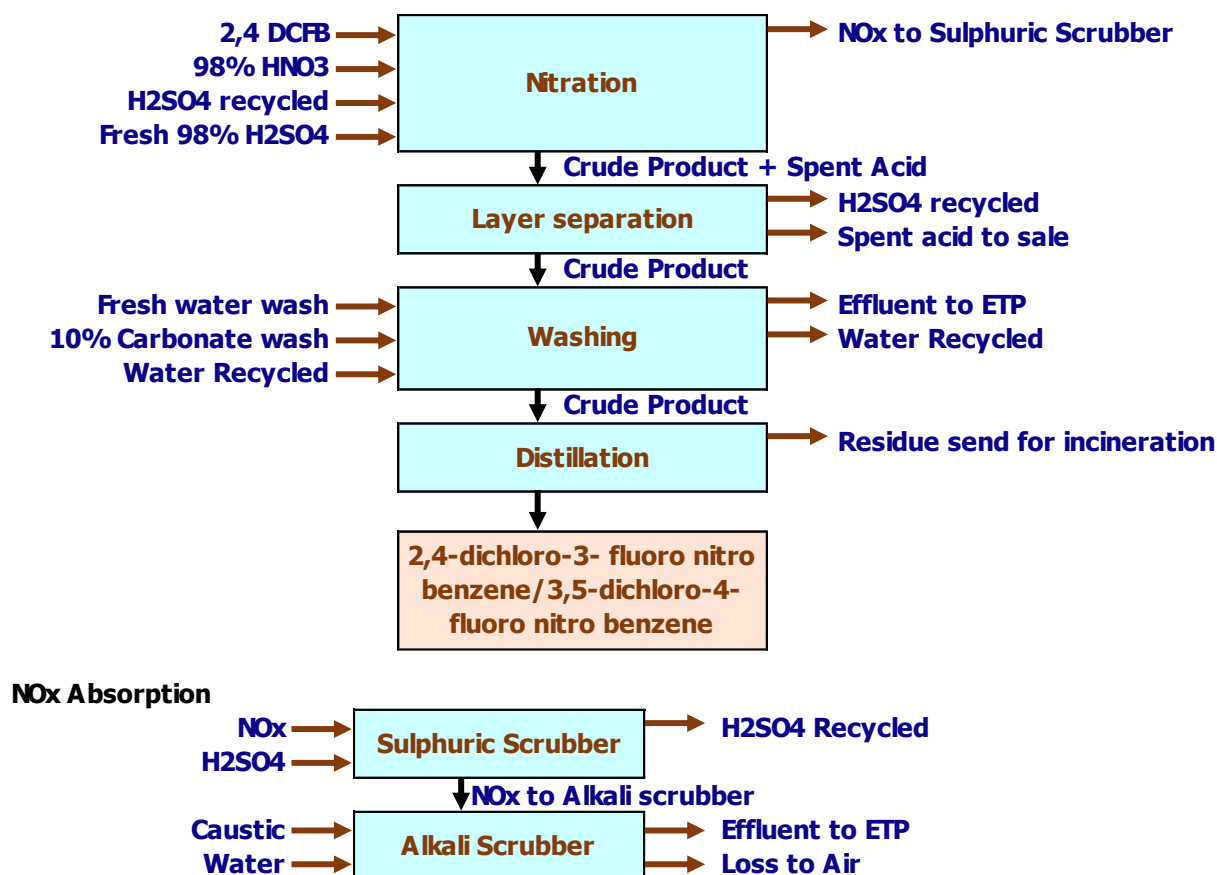 2,4 DCFB
98% HNO3
H2SO4 recycled
Fresh 98% H2SO4
Nitration
NOx to Sulphuric Scrubber
Crude Product + Spent Acid
Layer separation
H2SO4 recycled
Spent acid to sale
Crude Product
Fresh water wash
10% Carbonate wash
Water Recycled
Washing
Effluent to ETP
Water Recycled
Crude Product
Distillation
Residue send for incineration
2,4-dichloro-3- fluoro nitro
benzene/3,5-dichloro-4-
fluoro nitro benzene
NOx Absorption
NOx
H2SO4
Sulphuric Scrubber
H2SO4 Recycled
NOx to Alkali scrubber
Caustic
Water
Alkali Scrubber
Effluent to ETP
Loss to Air